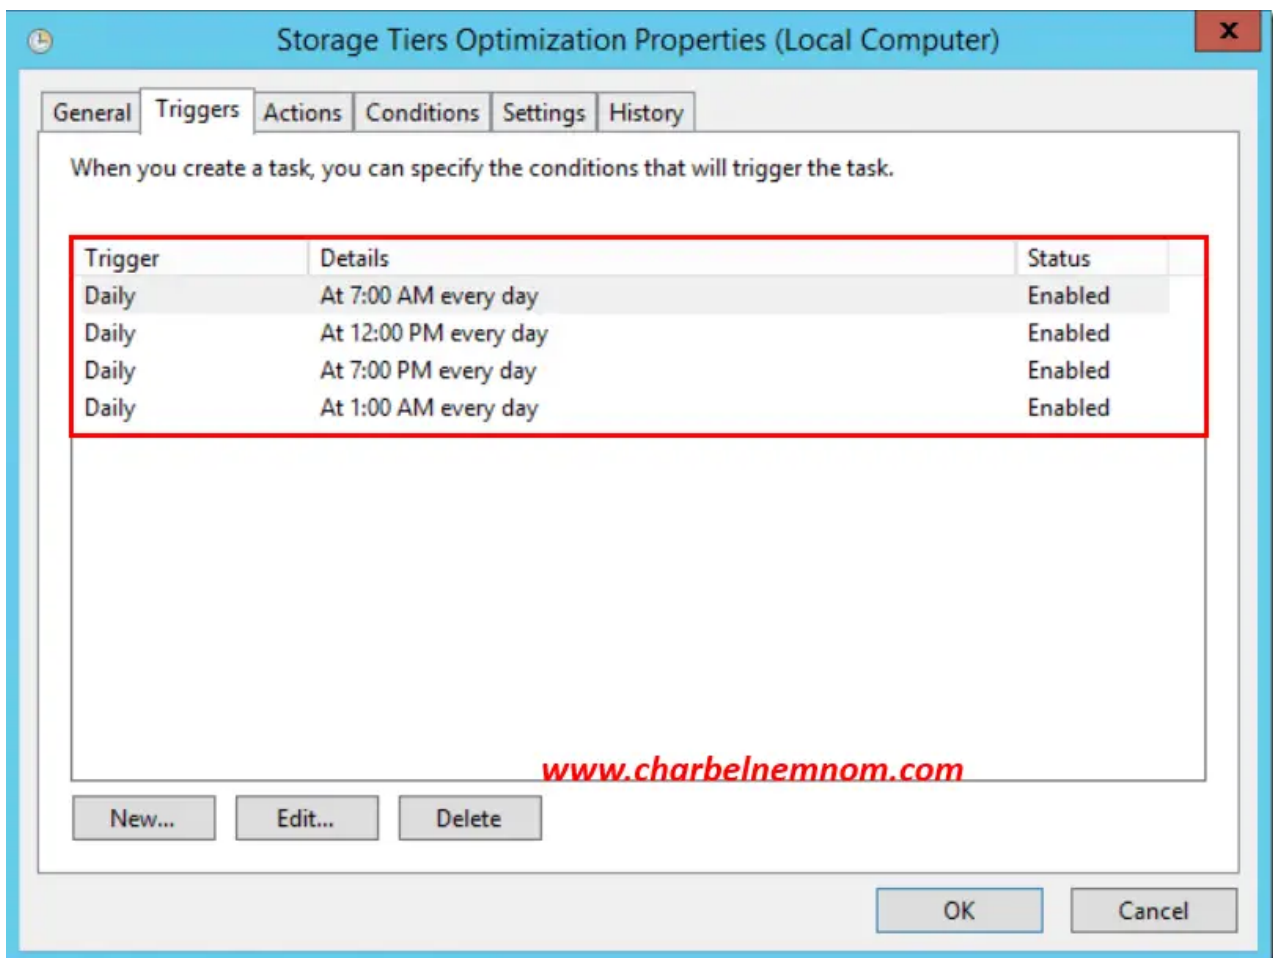 Storage Tiers Optimization Properties (Local Computer)
x
General Triggers Actions Conditions Settings History
When you create a task, you can specify the conditions that will trigger the task.
Trigger Details Status
Daily At 7:00 AM every day Enabled
Daily At 12:00 PM every day Enabled
Daily At 7:00 PM every day Enabled
Daily At 1:00 AM every day Enabled
www.charbelnemnom.com
New... Edit... Delete
OK Cancel